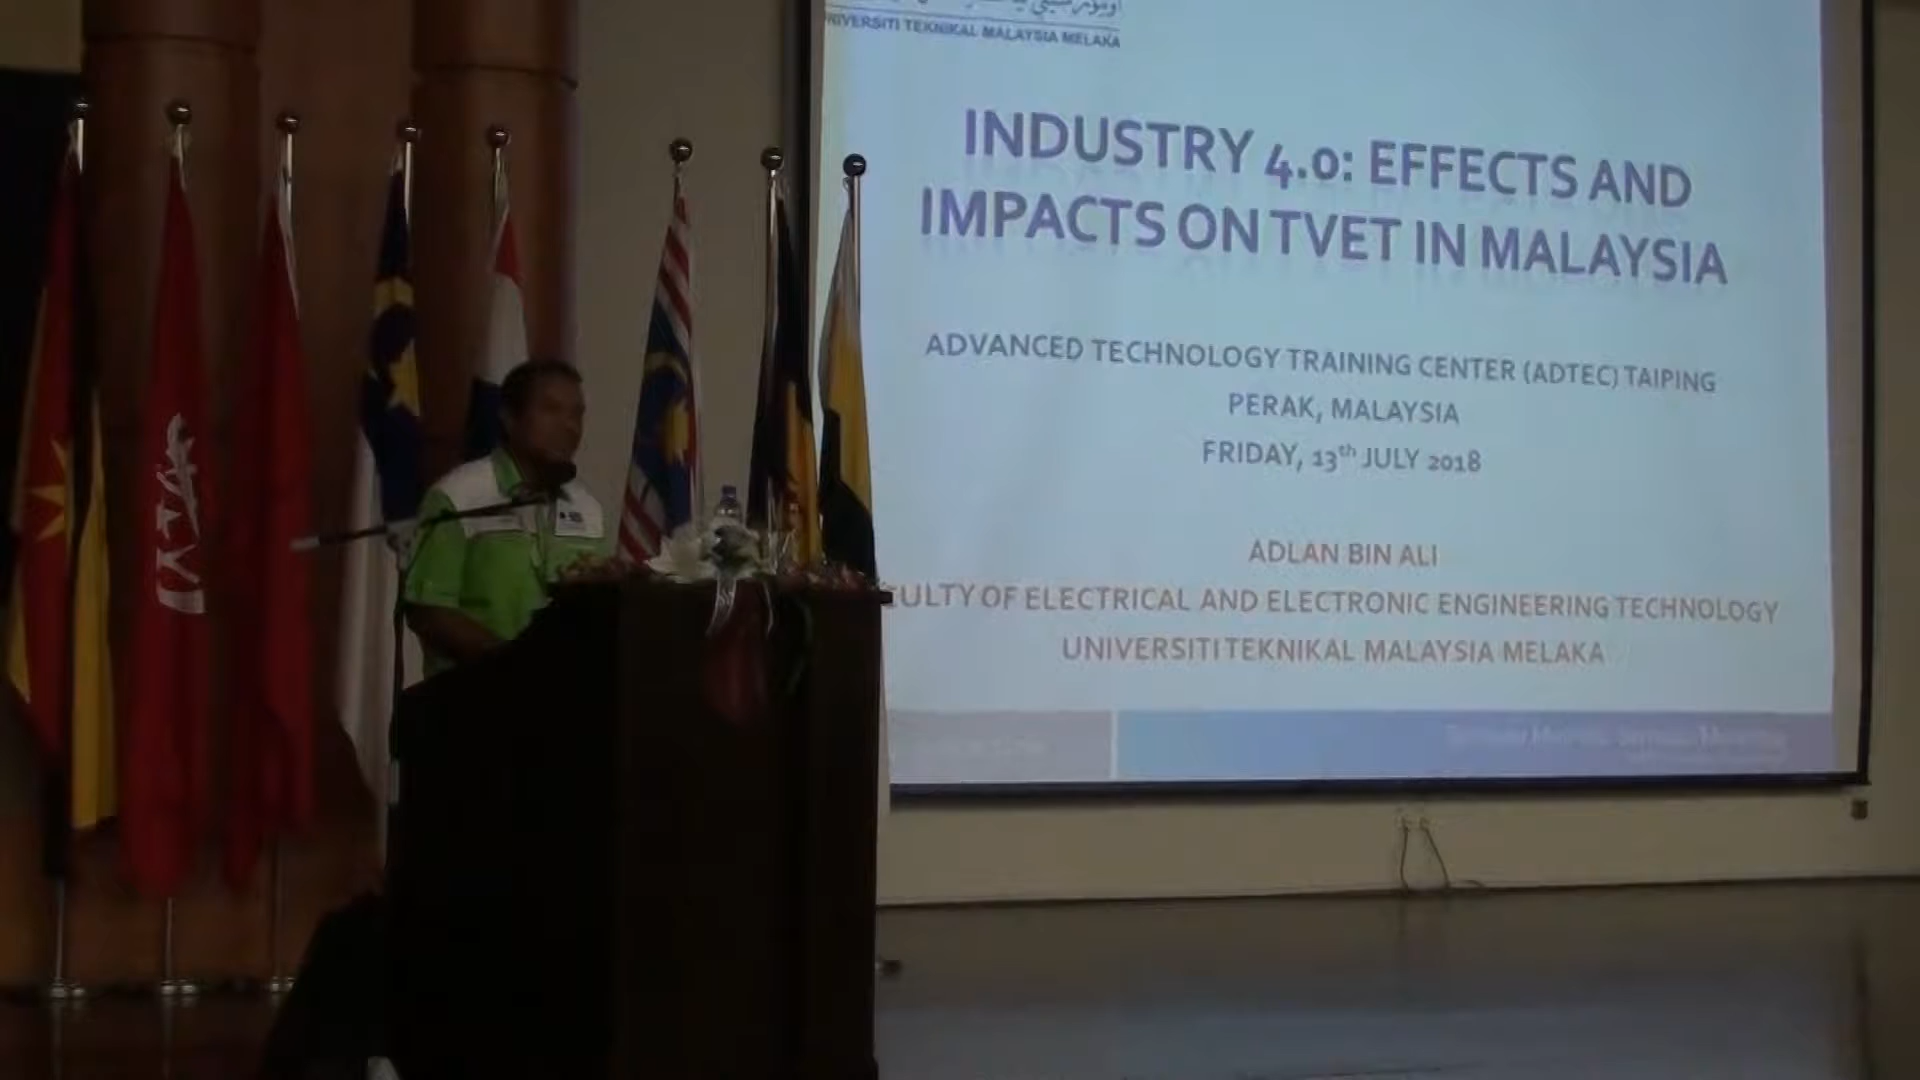 UNIVERSITI TEKNIKAL MALAYSIA MELAKA
INDUSTRY 4.0: EFFECTS AND
IMPACTS ON TVET IN MALAYSIA
ADVANCED TECHNOLOGY TRAINING CENTER (ADTEC) TAIPING
PERAK, MALAYSIA
FRIDAY, 13th JULY 2018
ADLAN BIN ALI
CULTY OF ELECTRICAL AND ELECTRONIC ENGINEERING TECHNOLOGY
UNIVERSITI TEKNIKAL MALAYSIA MELAKA